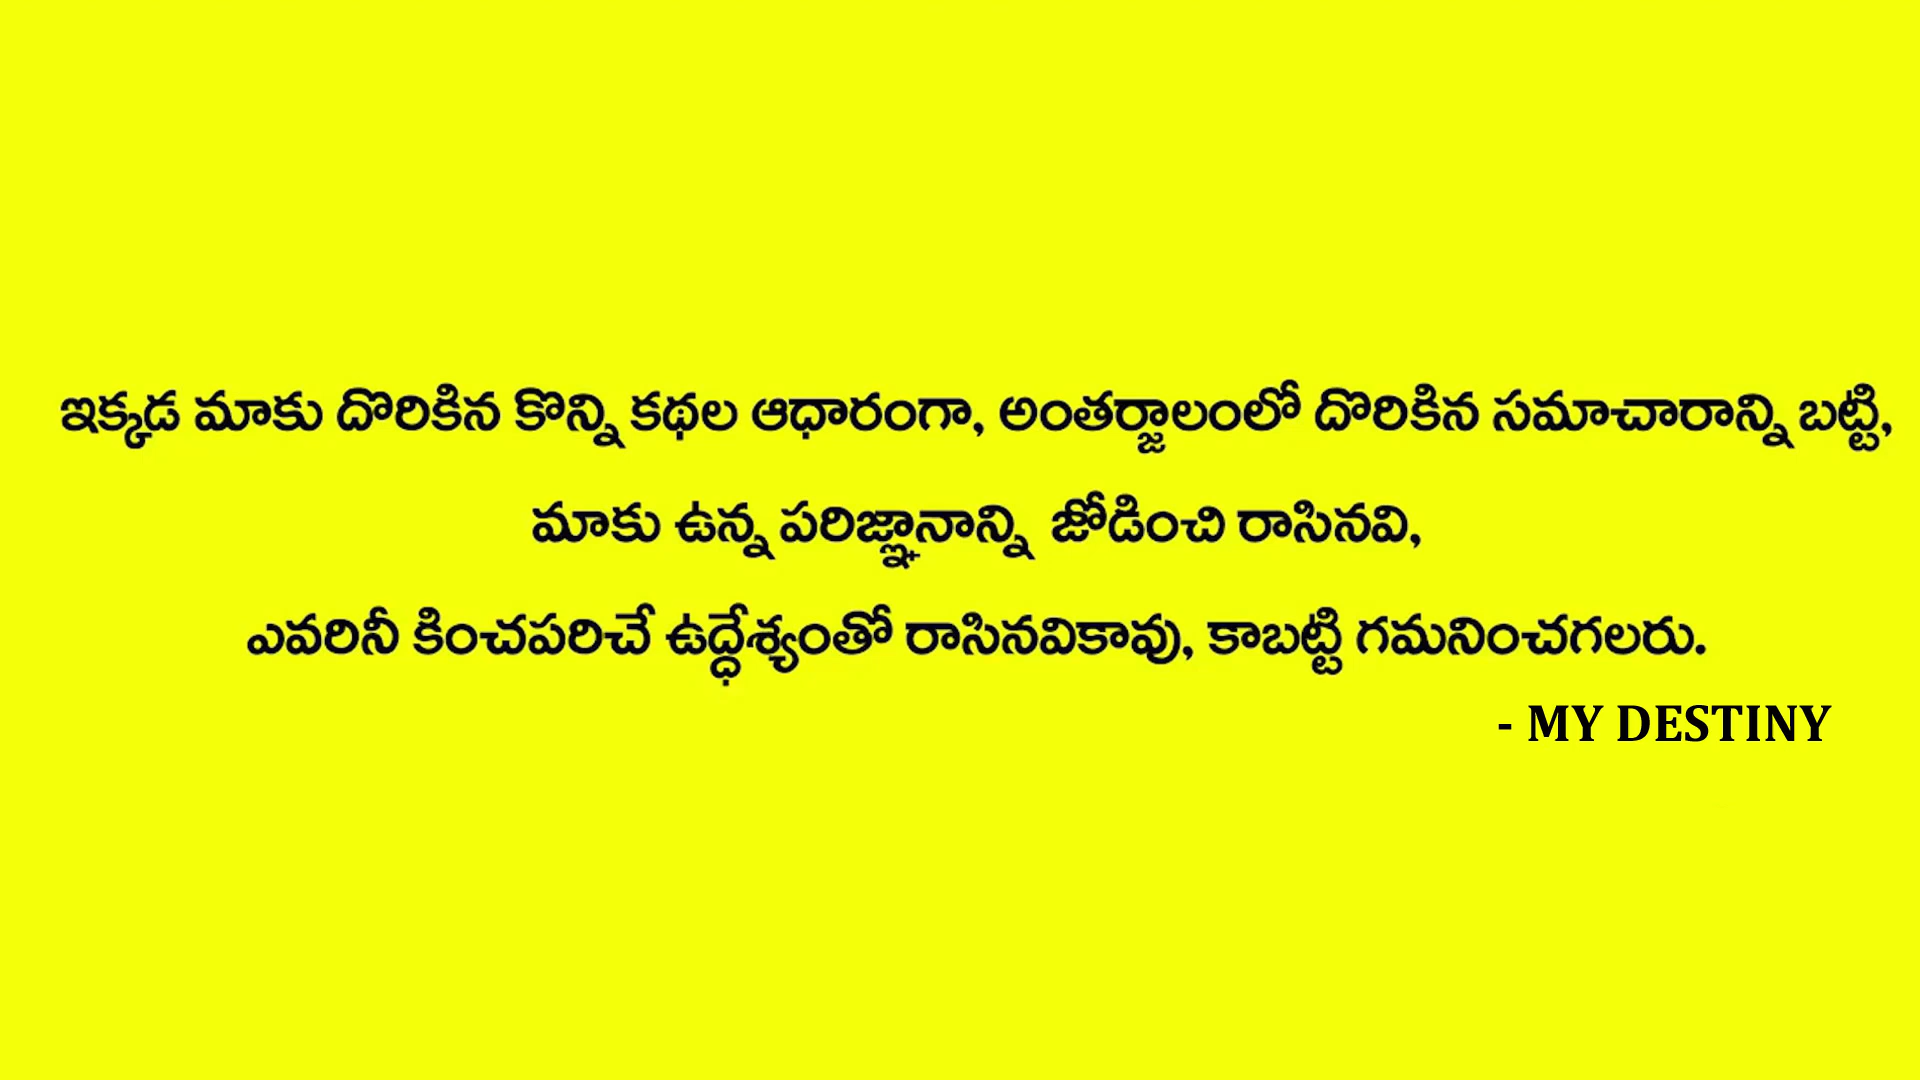 ఇక్కడ మాకు దొరికిన కొన్ని కథల ఆధారంగా, అంతర్జాలంలో దొరికిన సమాచారాన్ని బట్టి,
మాకు ఉన్న పరిజ్ఞానాన్ని జోడించి రాసినవి,
ఎవరినీ కించపరిచే ఉద్ధేశ్యంతో రాసినవికావు, కాబట్టి గమనించగలరు.
- MY DESTINY